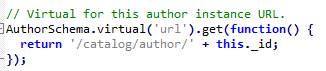 // Virtual for this author instance URL.
AuthorSchema.virtual('url').get(function() {
  return '/catalog/author/' + this._id;
});